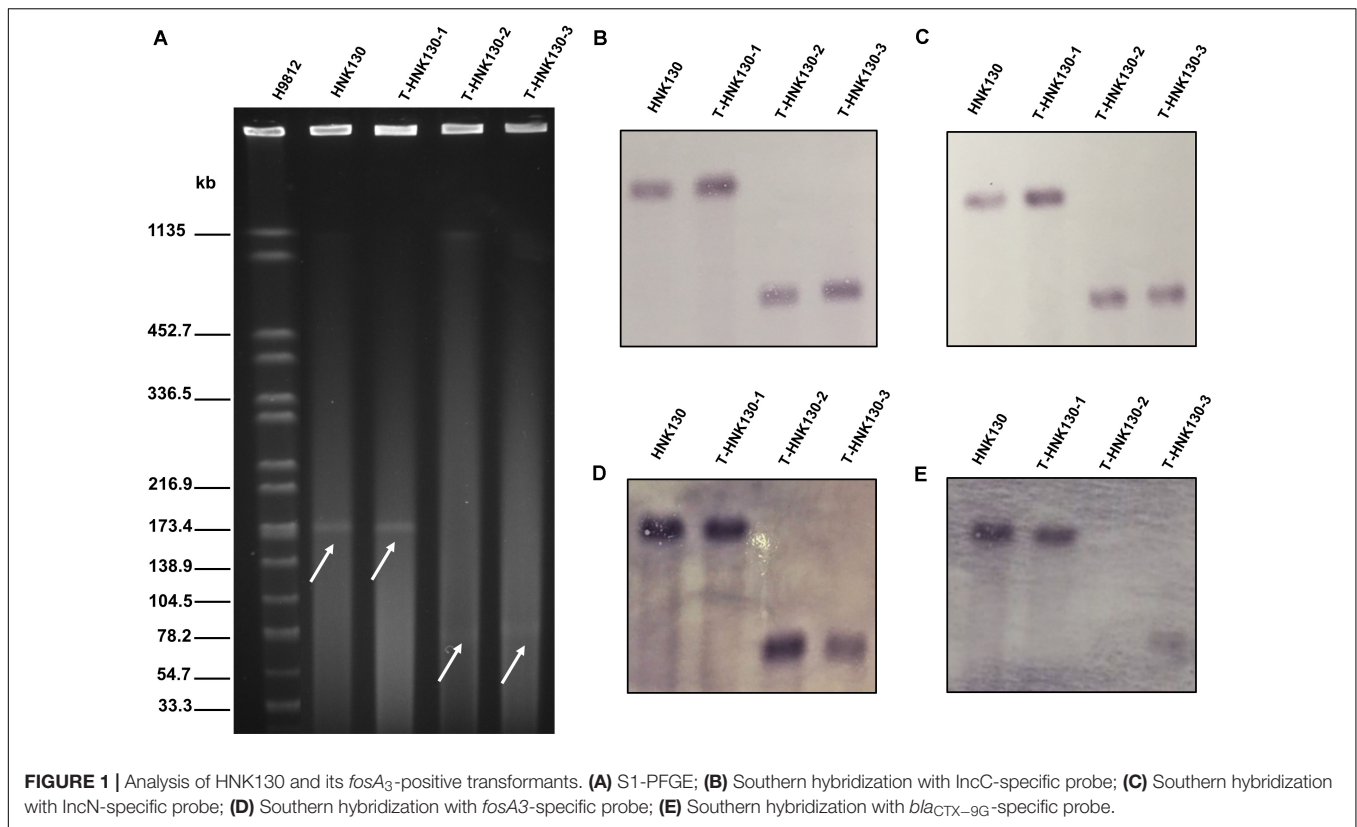 A
H9812
HNK130
T-HNK130-1
T-HNK130-2
T-HNK130-3
kb
1135
452.7
336.5
216.9
173.4
138.9
104.5
78.2
54.7
33.3
B
HNK130
T-HNK130-1
T-HNK130-2
T-HNK130-3
C
HNK130
T-HNK130-1
T-HNK130-2
T-HNK130-3
D
HNK130
T-HNK130-1
T-HNK130-2
T-HNK130-3
E
HNK130
T-HNK130-1
T-HNK130-2
T-HNK130-3
FIGURE 1 | Analysis of HNK130 and its fosA₃-positive transformants. (A) S1-PFGE; (B) Southern hybridization with IncC-specific probe; (C) Southern hybridization
with IncN-specific probe; (D) Southern hybridization with fosA3-specific probe; (E) Southern hybridization with blaCTX−9G-specific probe.